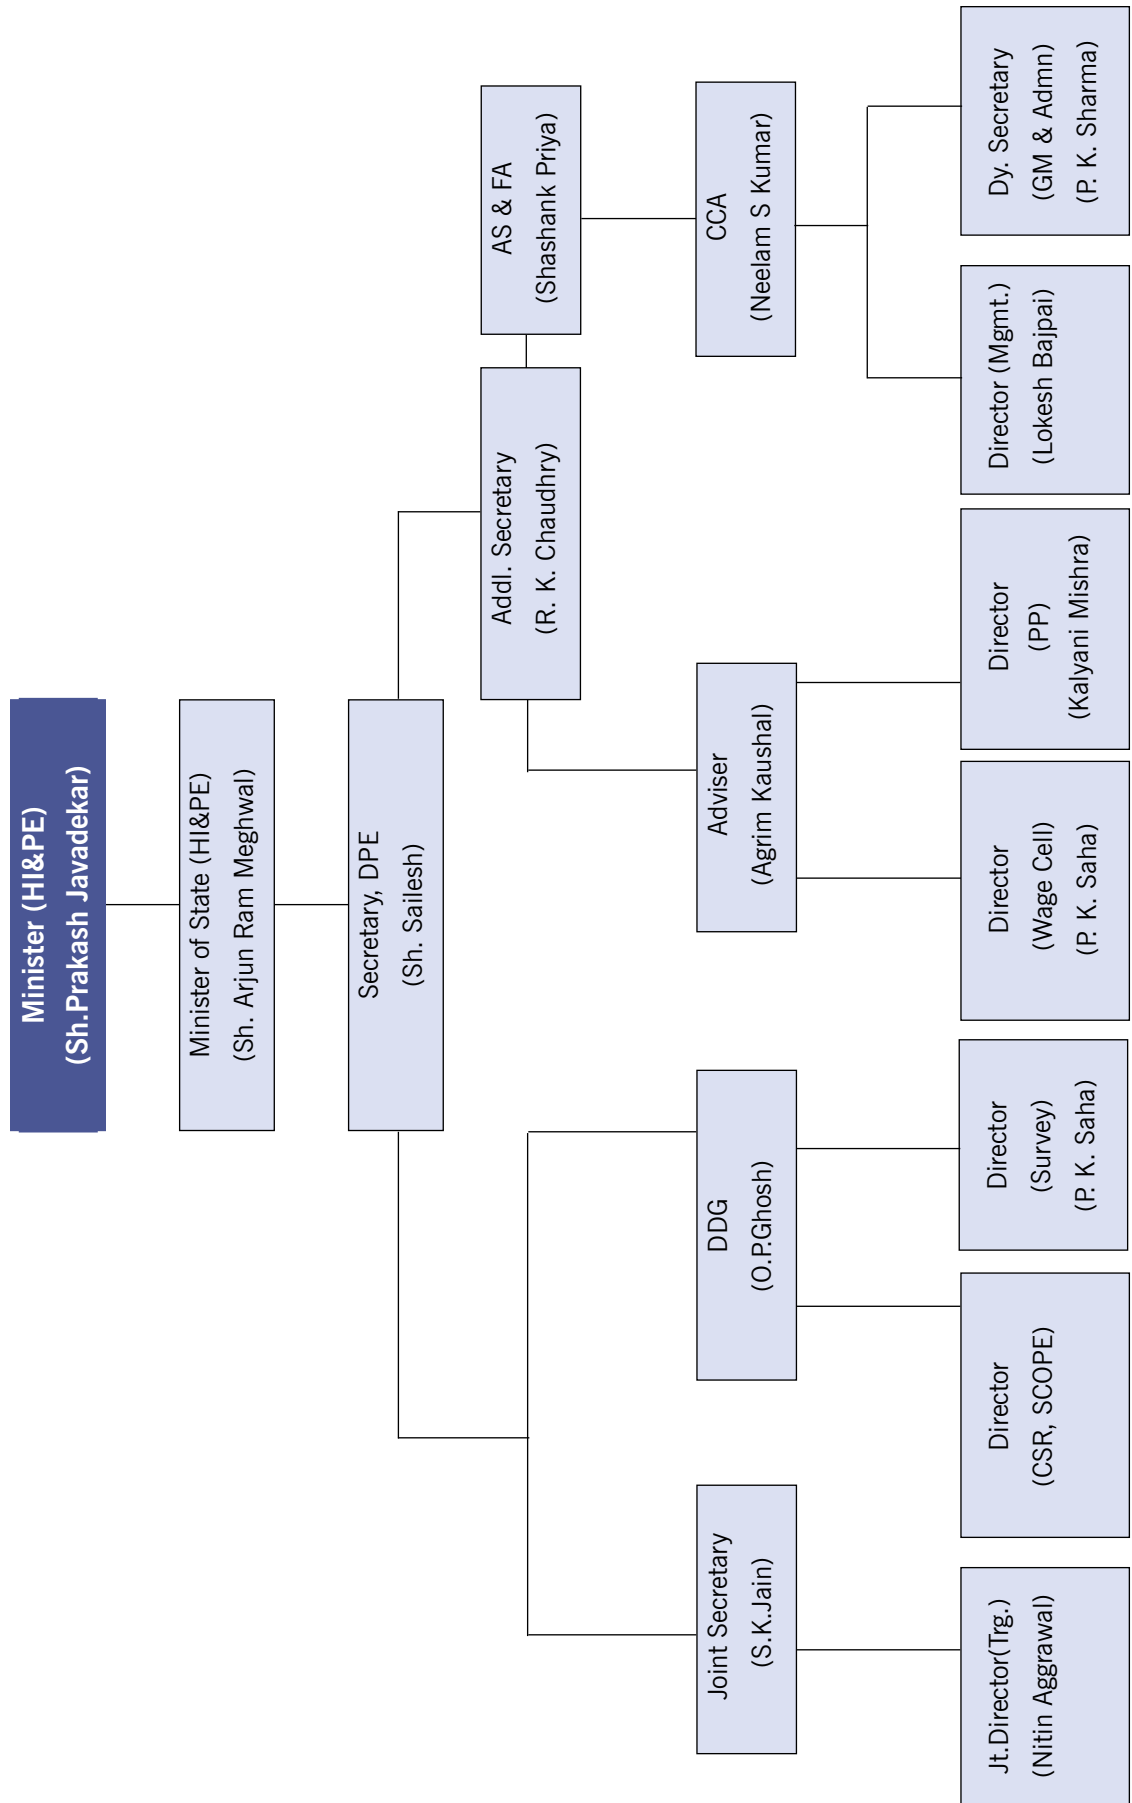 Minister (HI&PE)
(Sh.Prakash Javadekar)
Minister of State (HI&PE)
(Sh. Arjun Ram Meghwal)
Secretary, DPE
(Sh. Sailesh)
Addl. Secretary
(R. K. Chaudhry)
AS & FA
(Shashank Priya)
Joint Secretary
(S.K.Jain)
DDG
(O.P.Ghosh)
Adviser
(Agrim Kaushal)
CCA
(Neelam S Kumar)
Jt.Director(Trg.)
(Nitin Aggrawal)
Director
(CSR, SCOPE)
Director
(Survey)
(P. K. Saha)
Director
(Wage Cell)
(P. K. Saha)
Director
(PP)
(Kalyani Mishra)
Director (Mgmt.)
(Lokesh Bajpai)
Dy. Secretary
(GM & Admn)
(P. K. Sharma)